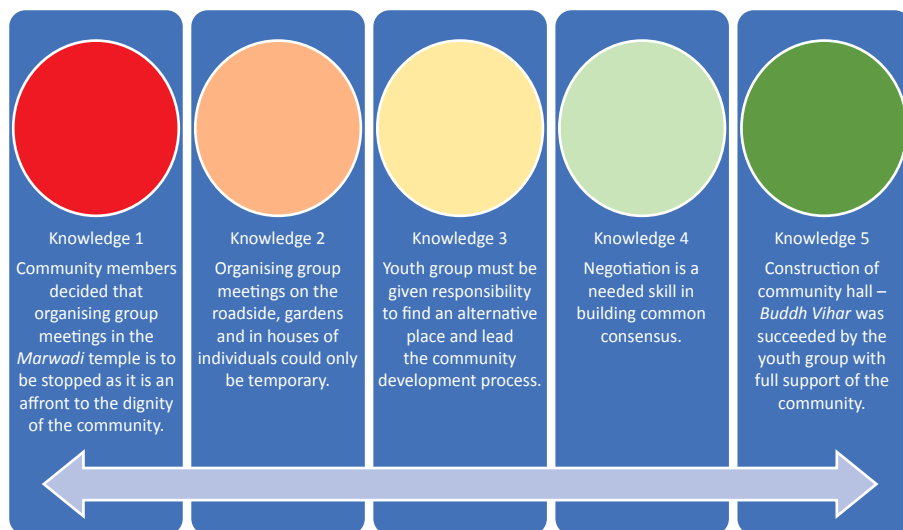 Knowledge 1
Community members
decided that
organising group
meetings in the
Marwadi temple is to
be stopped as it is an
affront to the dignity
of the community.
Knowledge 2
Organising group
meetings on the
roadside, gardens
and in houses of
individuals could only
be temporary.
Knowledge 3
Youth group must be
given responsibility
to find an alternative
place and lead
the community
development process.
Knowledge 4
Negotiation is a
needed skill in
building common
consensus.
Knowledge 5
Construction of
community hall –
Buddh Vihar was
succeeded by the
youth group with
full support of the
community.